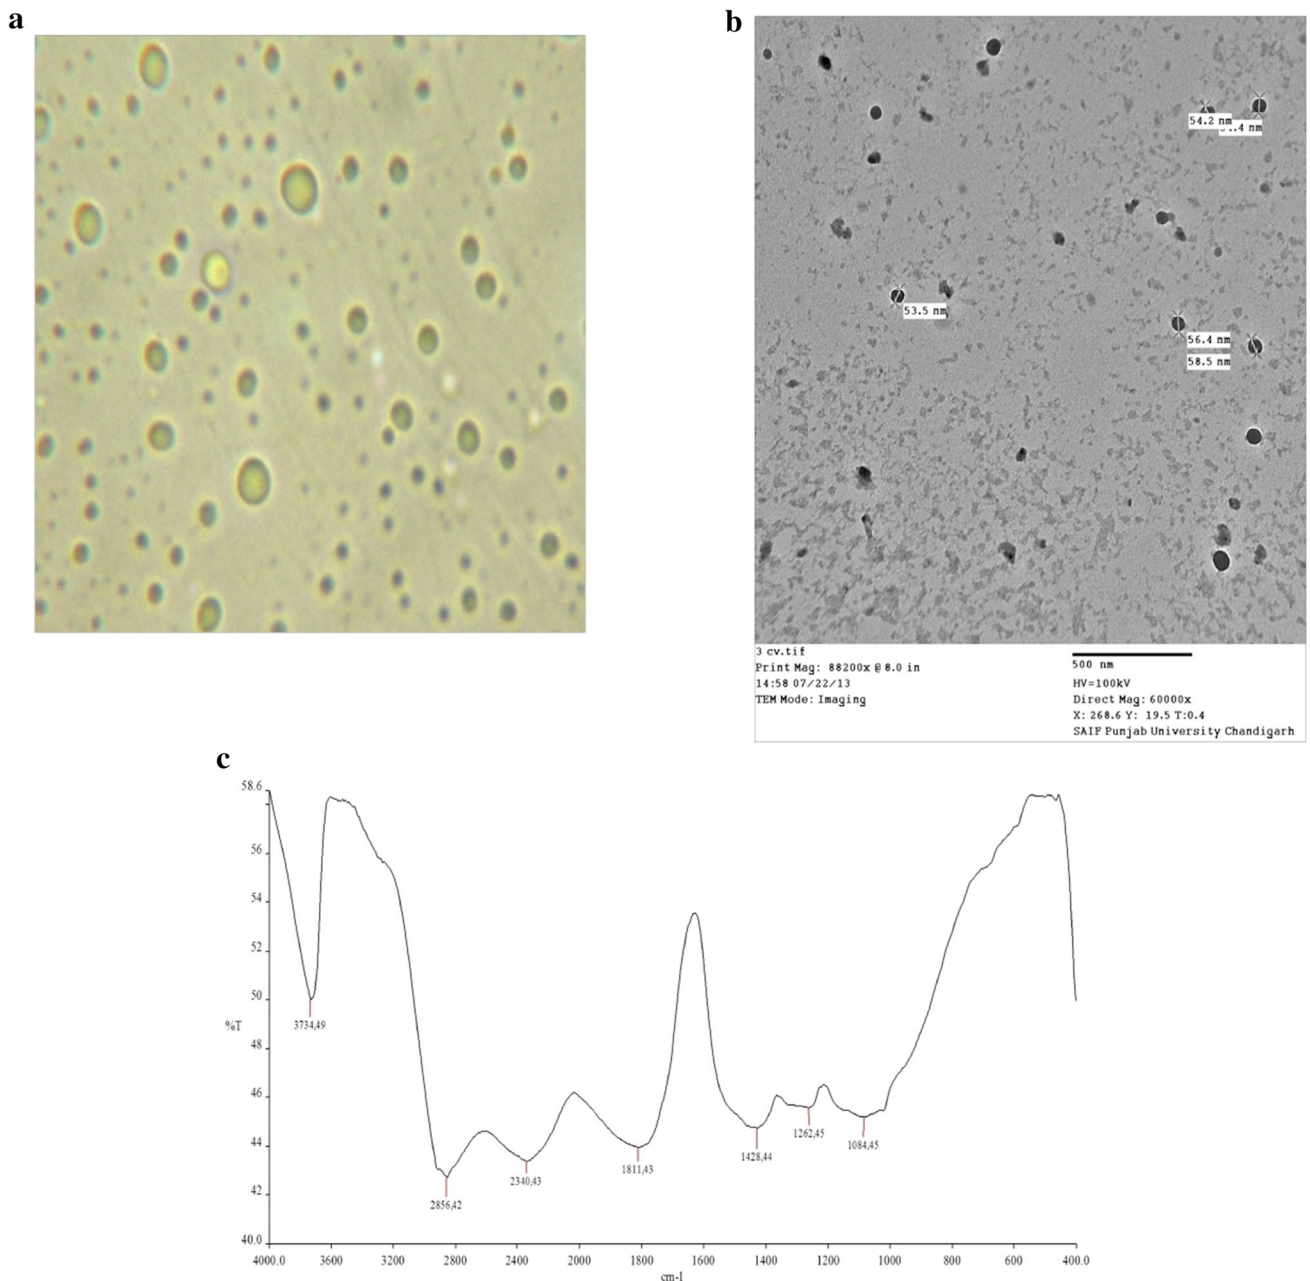 a
b
54.2 nm
53.5 nm
56.4 nm
58.5 nm
3 cv.tif
Print Mag: 88200x @ 8.0 in
14:58 07/22/13
TEM Mode: Imaging
500 nm
HV=100kV
Direct Mag: 60000x
X: 268.6 Y: 19.5 T:0.4
SAIF Punjab University Chandigarh
c
58.6
56
54
52
50
48
46
44
42
40.0
%T
3734,49
2856,42
2340,43
1811,43
1428,44
1262,45
1084,45
4000.0 3600 3200 2800 2400 2000 1800 1600 1400 1200 1000 800 600 400.0
cm-1